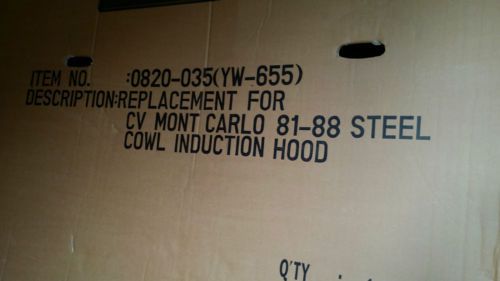 ITEM NO. :0820-035(YW-655)
DESCRIPTION:REPLACEMENT FOR
CV MONT CARLO 81-88 STEEL
COWL INDUCTION HOOD
Q'TY